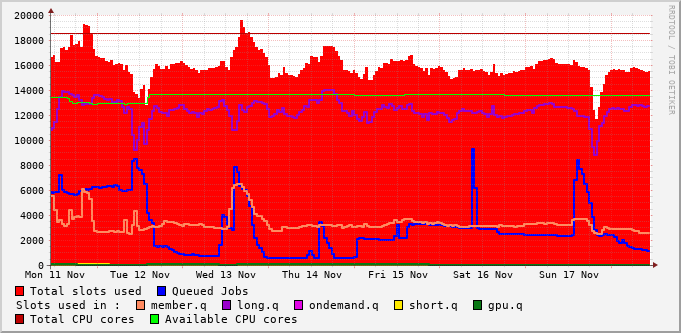 20000
18000
16000
14000
12000
10000
8000
6000
4000
2000
0
Mon 11 Nov Tue 12 Nov Wed 13 Nov Thu 14 Nov Fri 15 Nov Sat 16 Nov Sun 17 Nov
Total slots used Queued Jobs
Slots used in : member.q long.q ondemand.q short.q gpu.q
Total CPU cores Available CPU cores
RRDTOOL / TOBI OETIKER